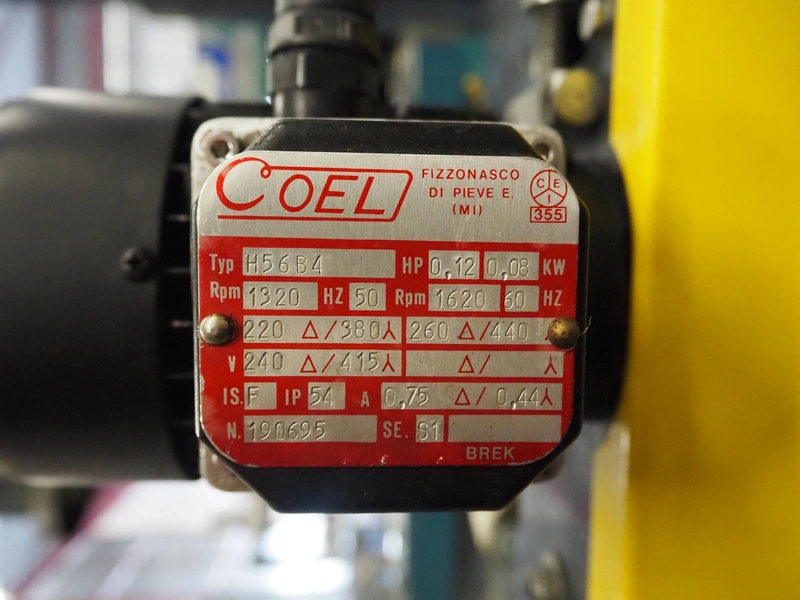 COEL
FIZZONASCO
DI PIEVE E.
(MI)
CEI
355
Typ H56B4 HP 0,12 0,08 KW
Rpm 1320 HZ 50 Rpm 1620 60 HZ
220 Δ/380⅄ 260 Δ/440 ⅄
V 240 Δ/415⅄ Δ/ ⅄
IS. F IP 54 A 0,75 Δ/ 0,44⅄
N. 190695 SE. S1
BREK